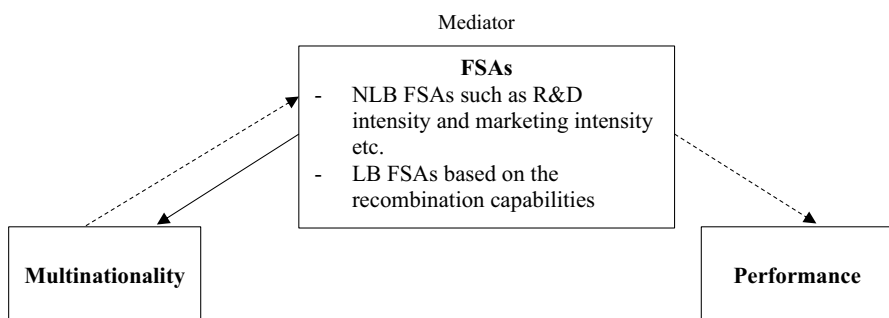 Mediator
FSAs
- NLB FSAs such as R&D
intensity and marketing intensity
etc.
- LB FSAs based on the
recombination capabilities
Multinationality
Performance